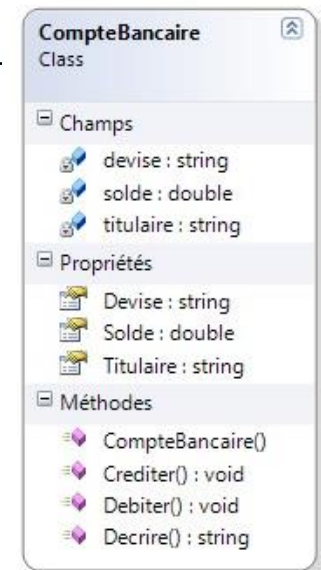 CompteBancaire
Class
Champs
devise : string
solde : double
titulaire : string
Propriétés
Devise : string
Solde : double
Titulaire : string
Méthodes
CompteBancaire()
Crediter() : void
Debiter() : void
Decrire() : string